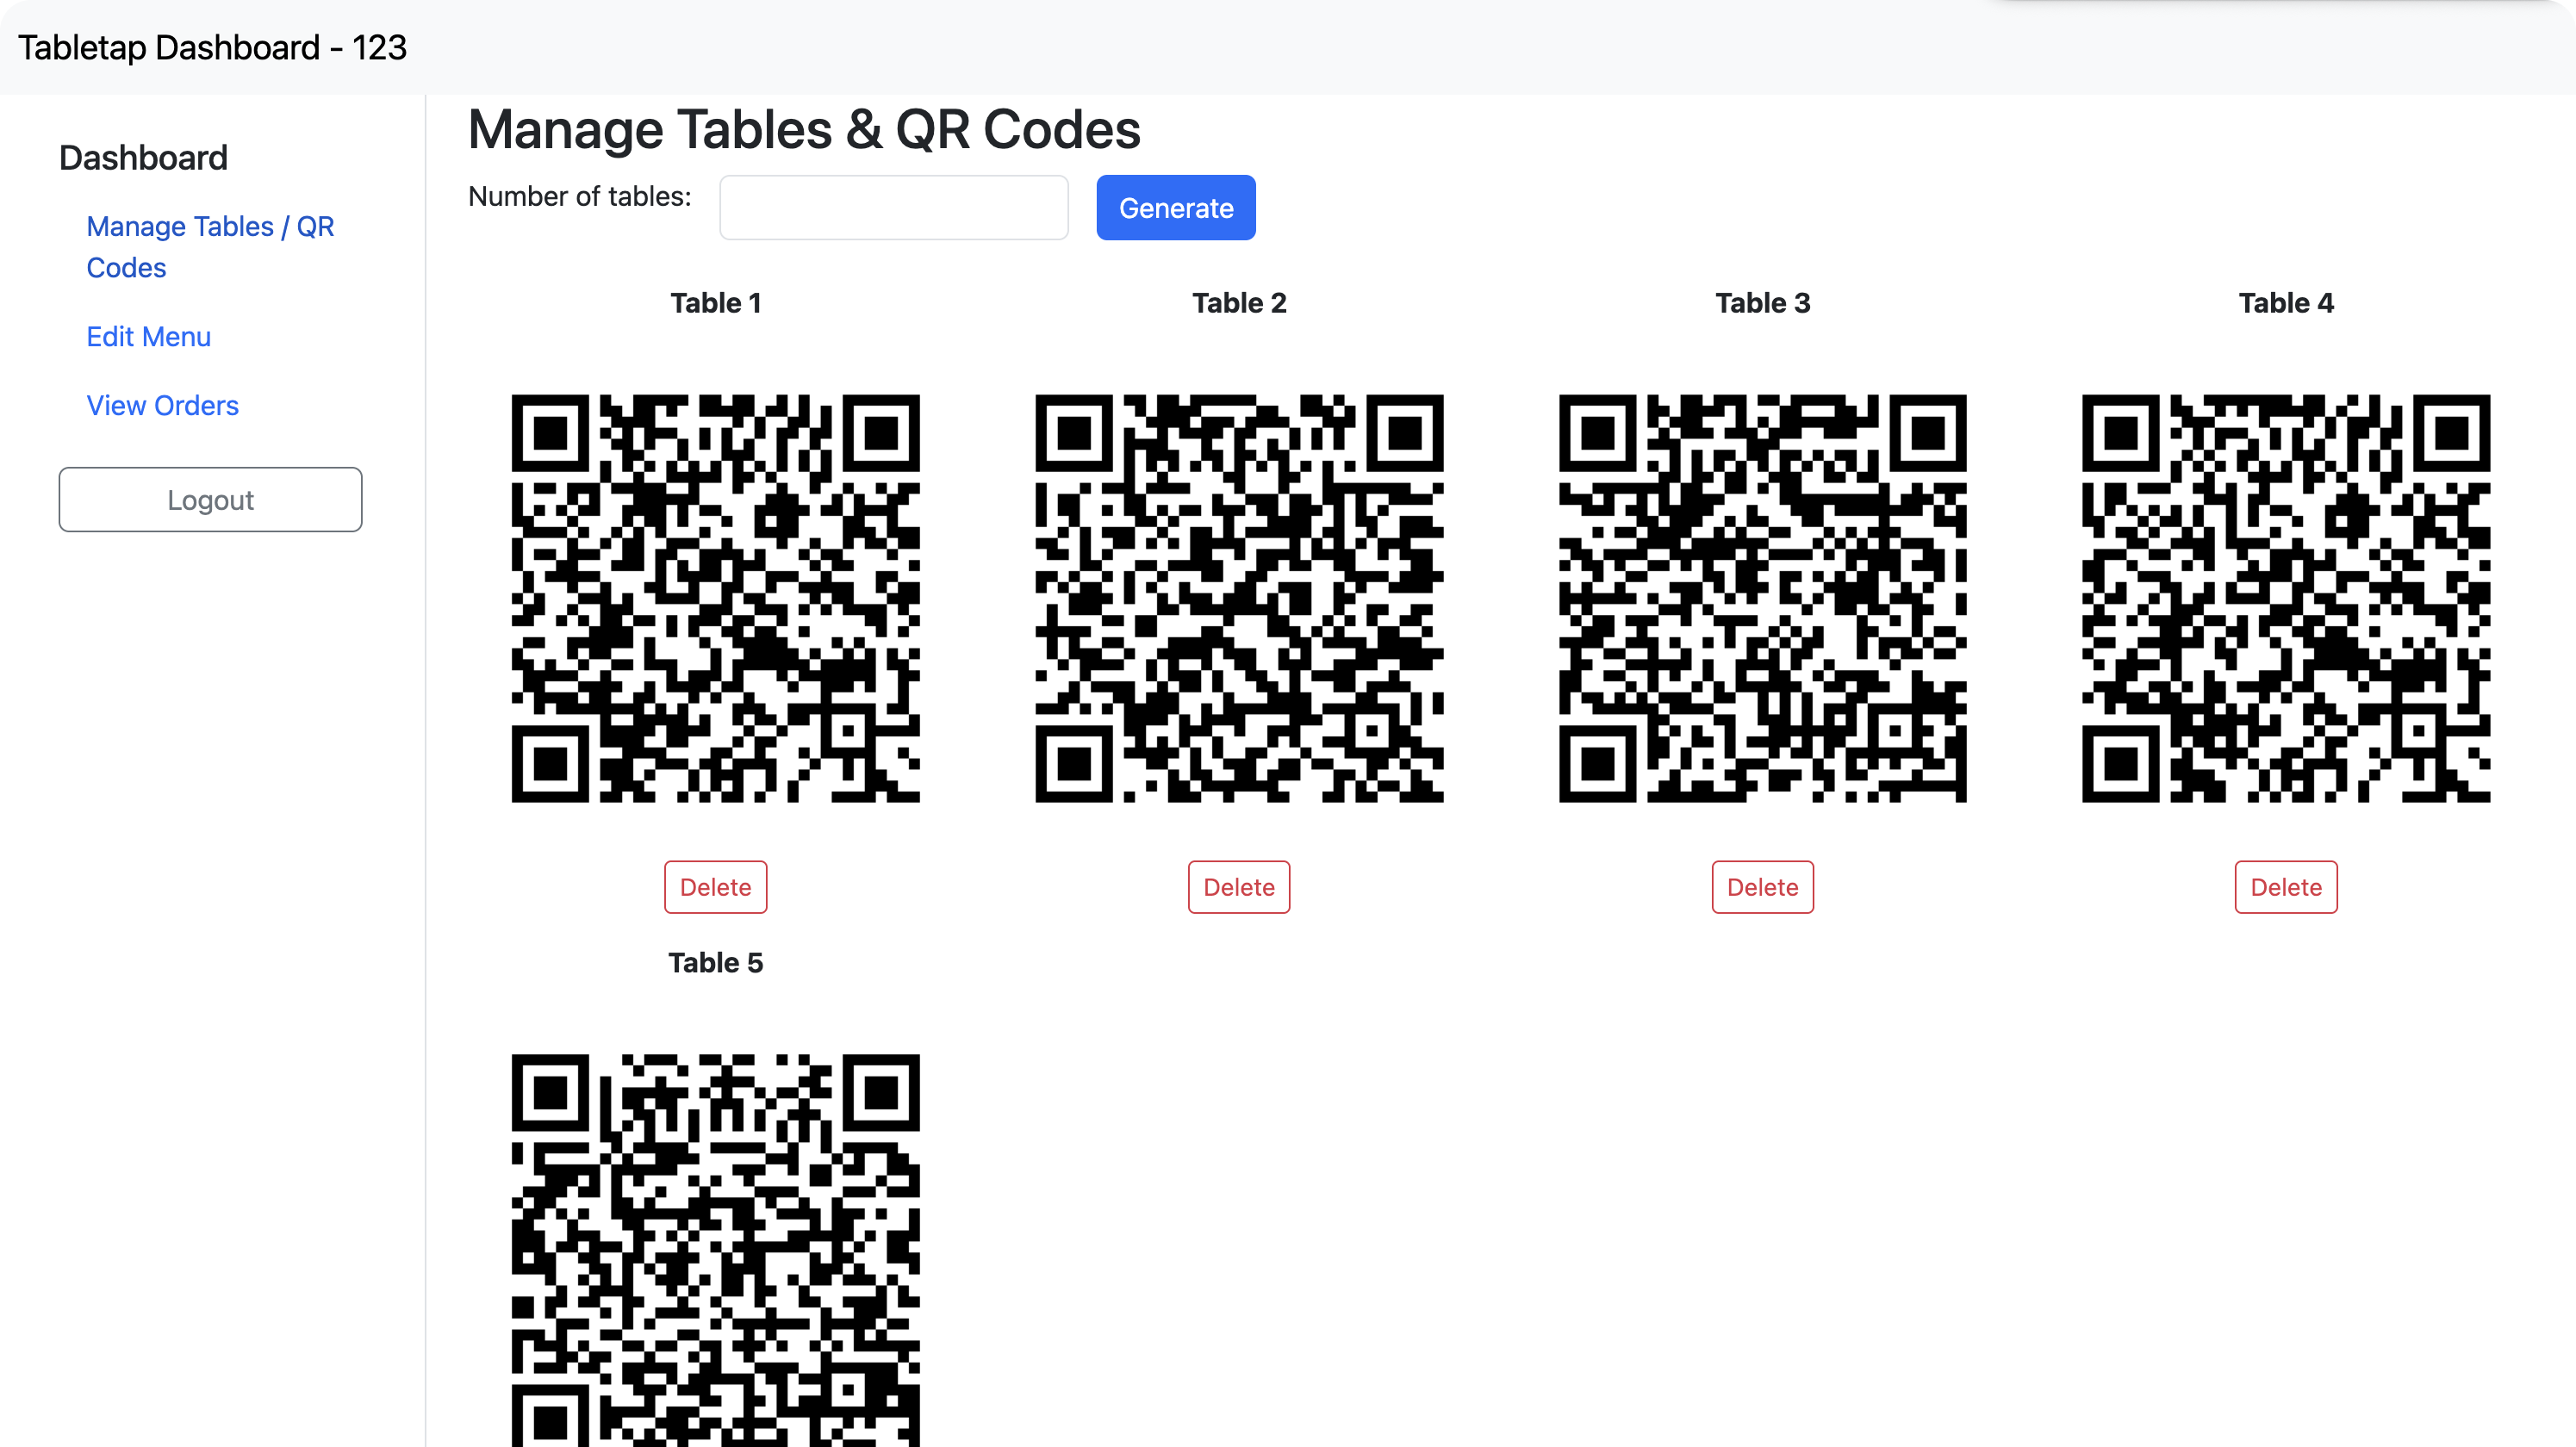 Tabletap Dashboard - 123
Dashboard
Manage Tables / QR
Codes
Edit Menu
View Orders
Logout
Manage Tables & QR Codes
Number of tables:
Generate
Table 1
Table 2
Table 3
Table 4
Delete
Delete
Delete
Delete
Table 5